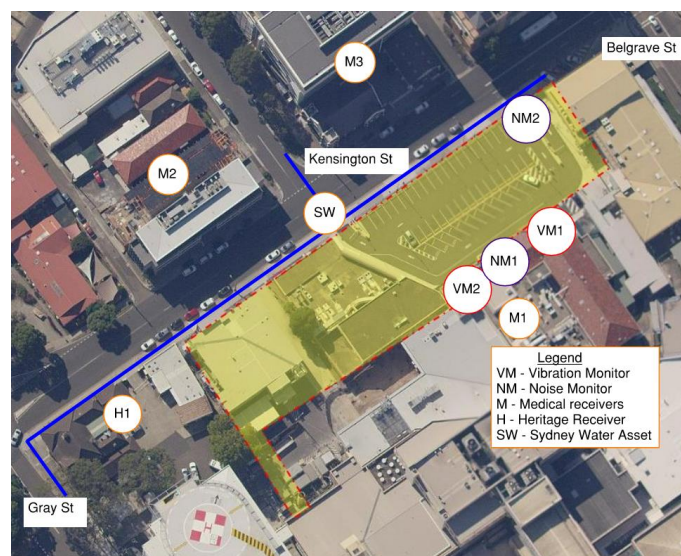 Belgrave St
M3
NM2
Kensington St
M2
SW
VM1
NM1
VM2
M1
Legend
VM - Vibration Monitor
NM - Noise Monitor
M - Medical receivers
H - Heritage Receiver
SW - Sydney Water Asset
H1
H
Gray St